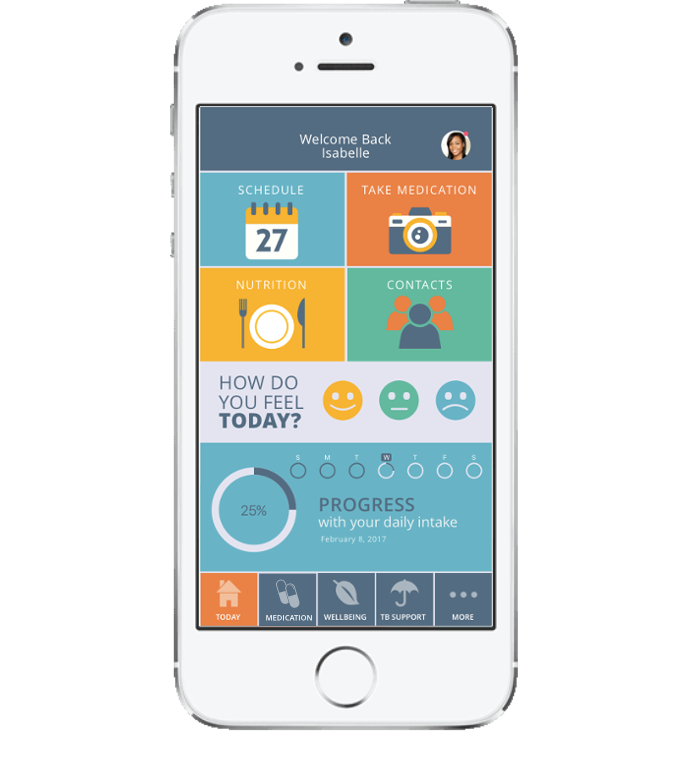 Welcome Back
Isabelle
SCHEDULE
27
TAKE MEDICATION
NUTRITION
CONTACTS
HOW DO
YOU FEEL
TODAY?
S M T W T F S
25%
PROGRESS
with your daily intake
February 8, 2017
TODAY
MEDICATION
WELLBEING
TB SUPPORT
MORE